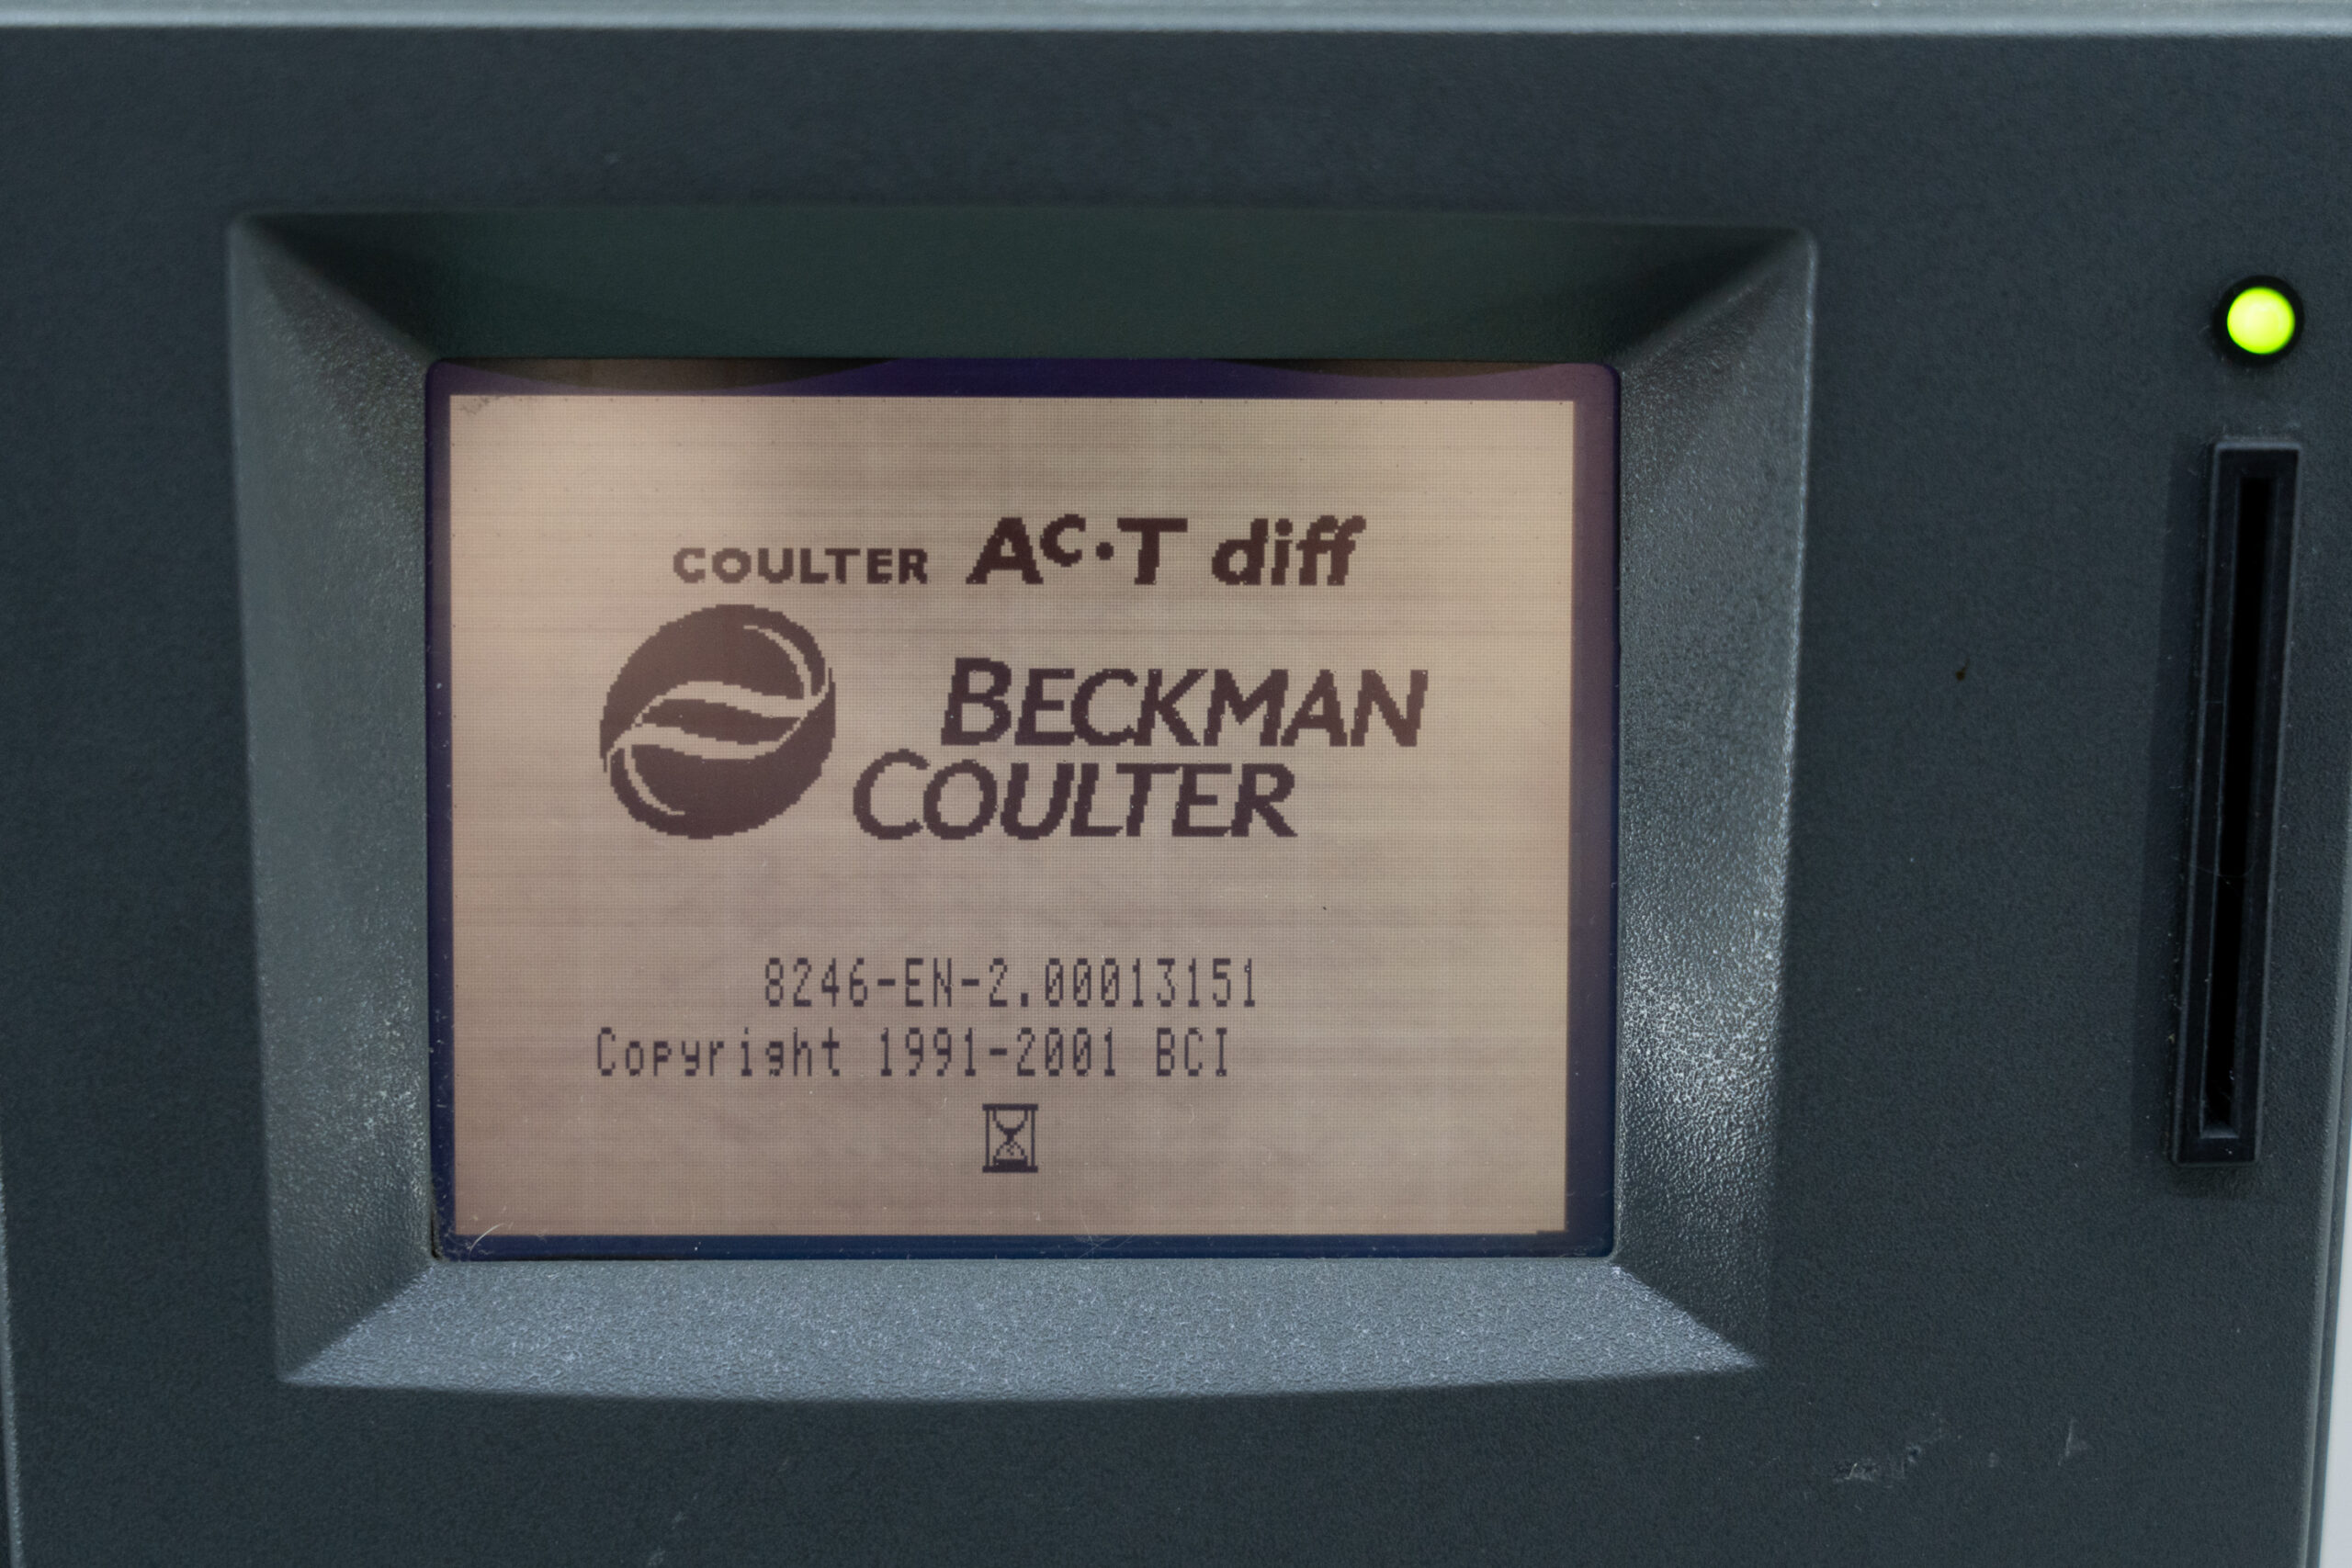 COULTER Ac·T diff
BECKMAN
COULTER
8246-EN-2.00013151
Copyright 1991-2001 BCI